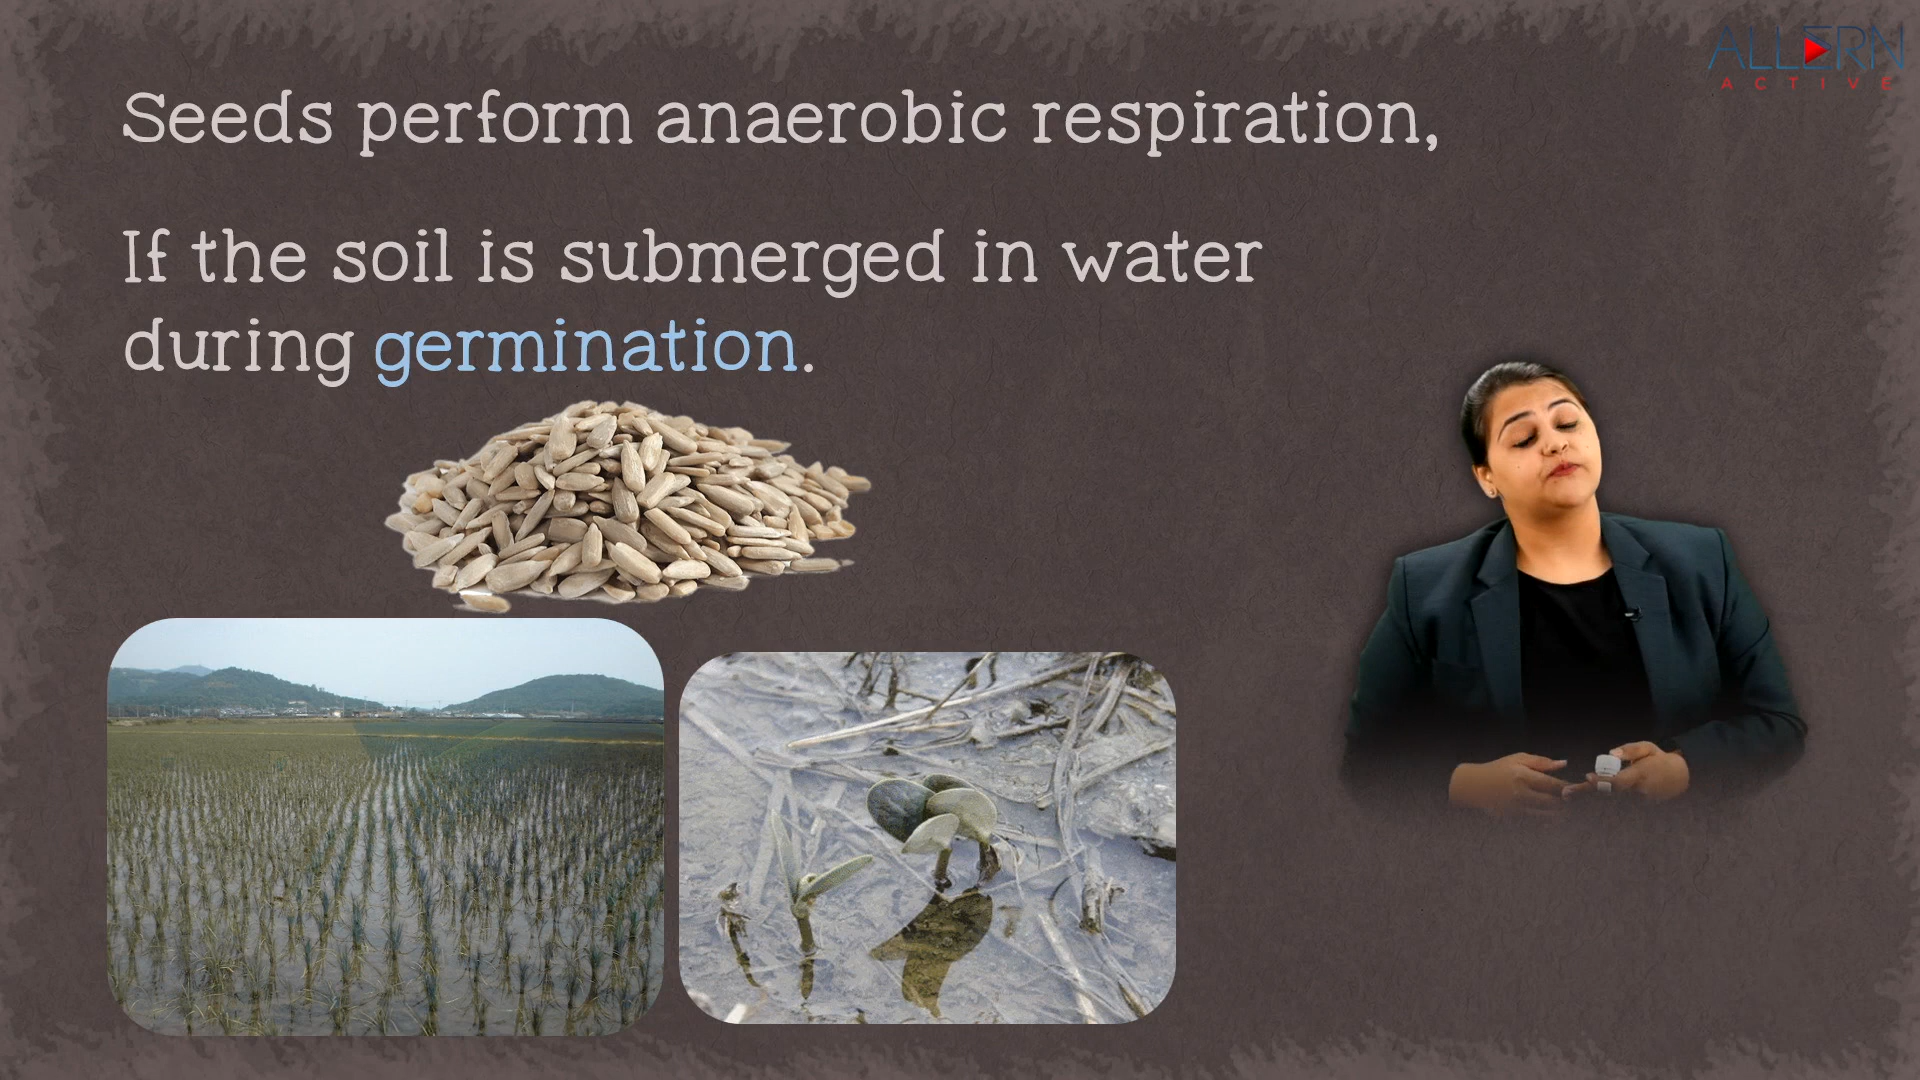 ALLERN
ACTIVE
Seeds perform anaerobic respiration,
If the soil is submerged in water
during germination.